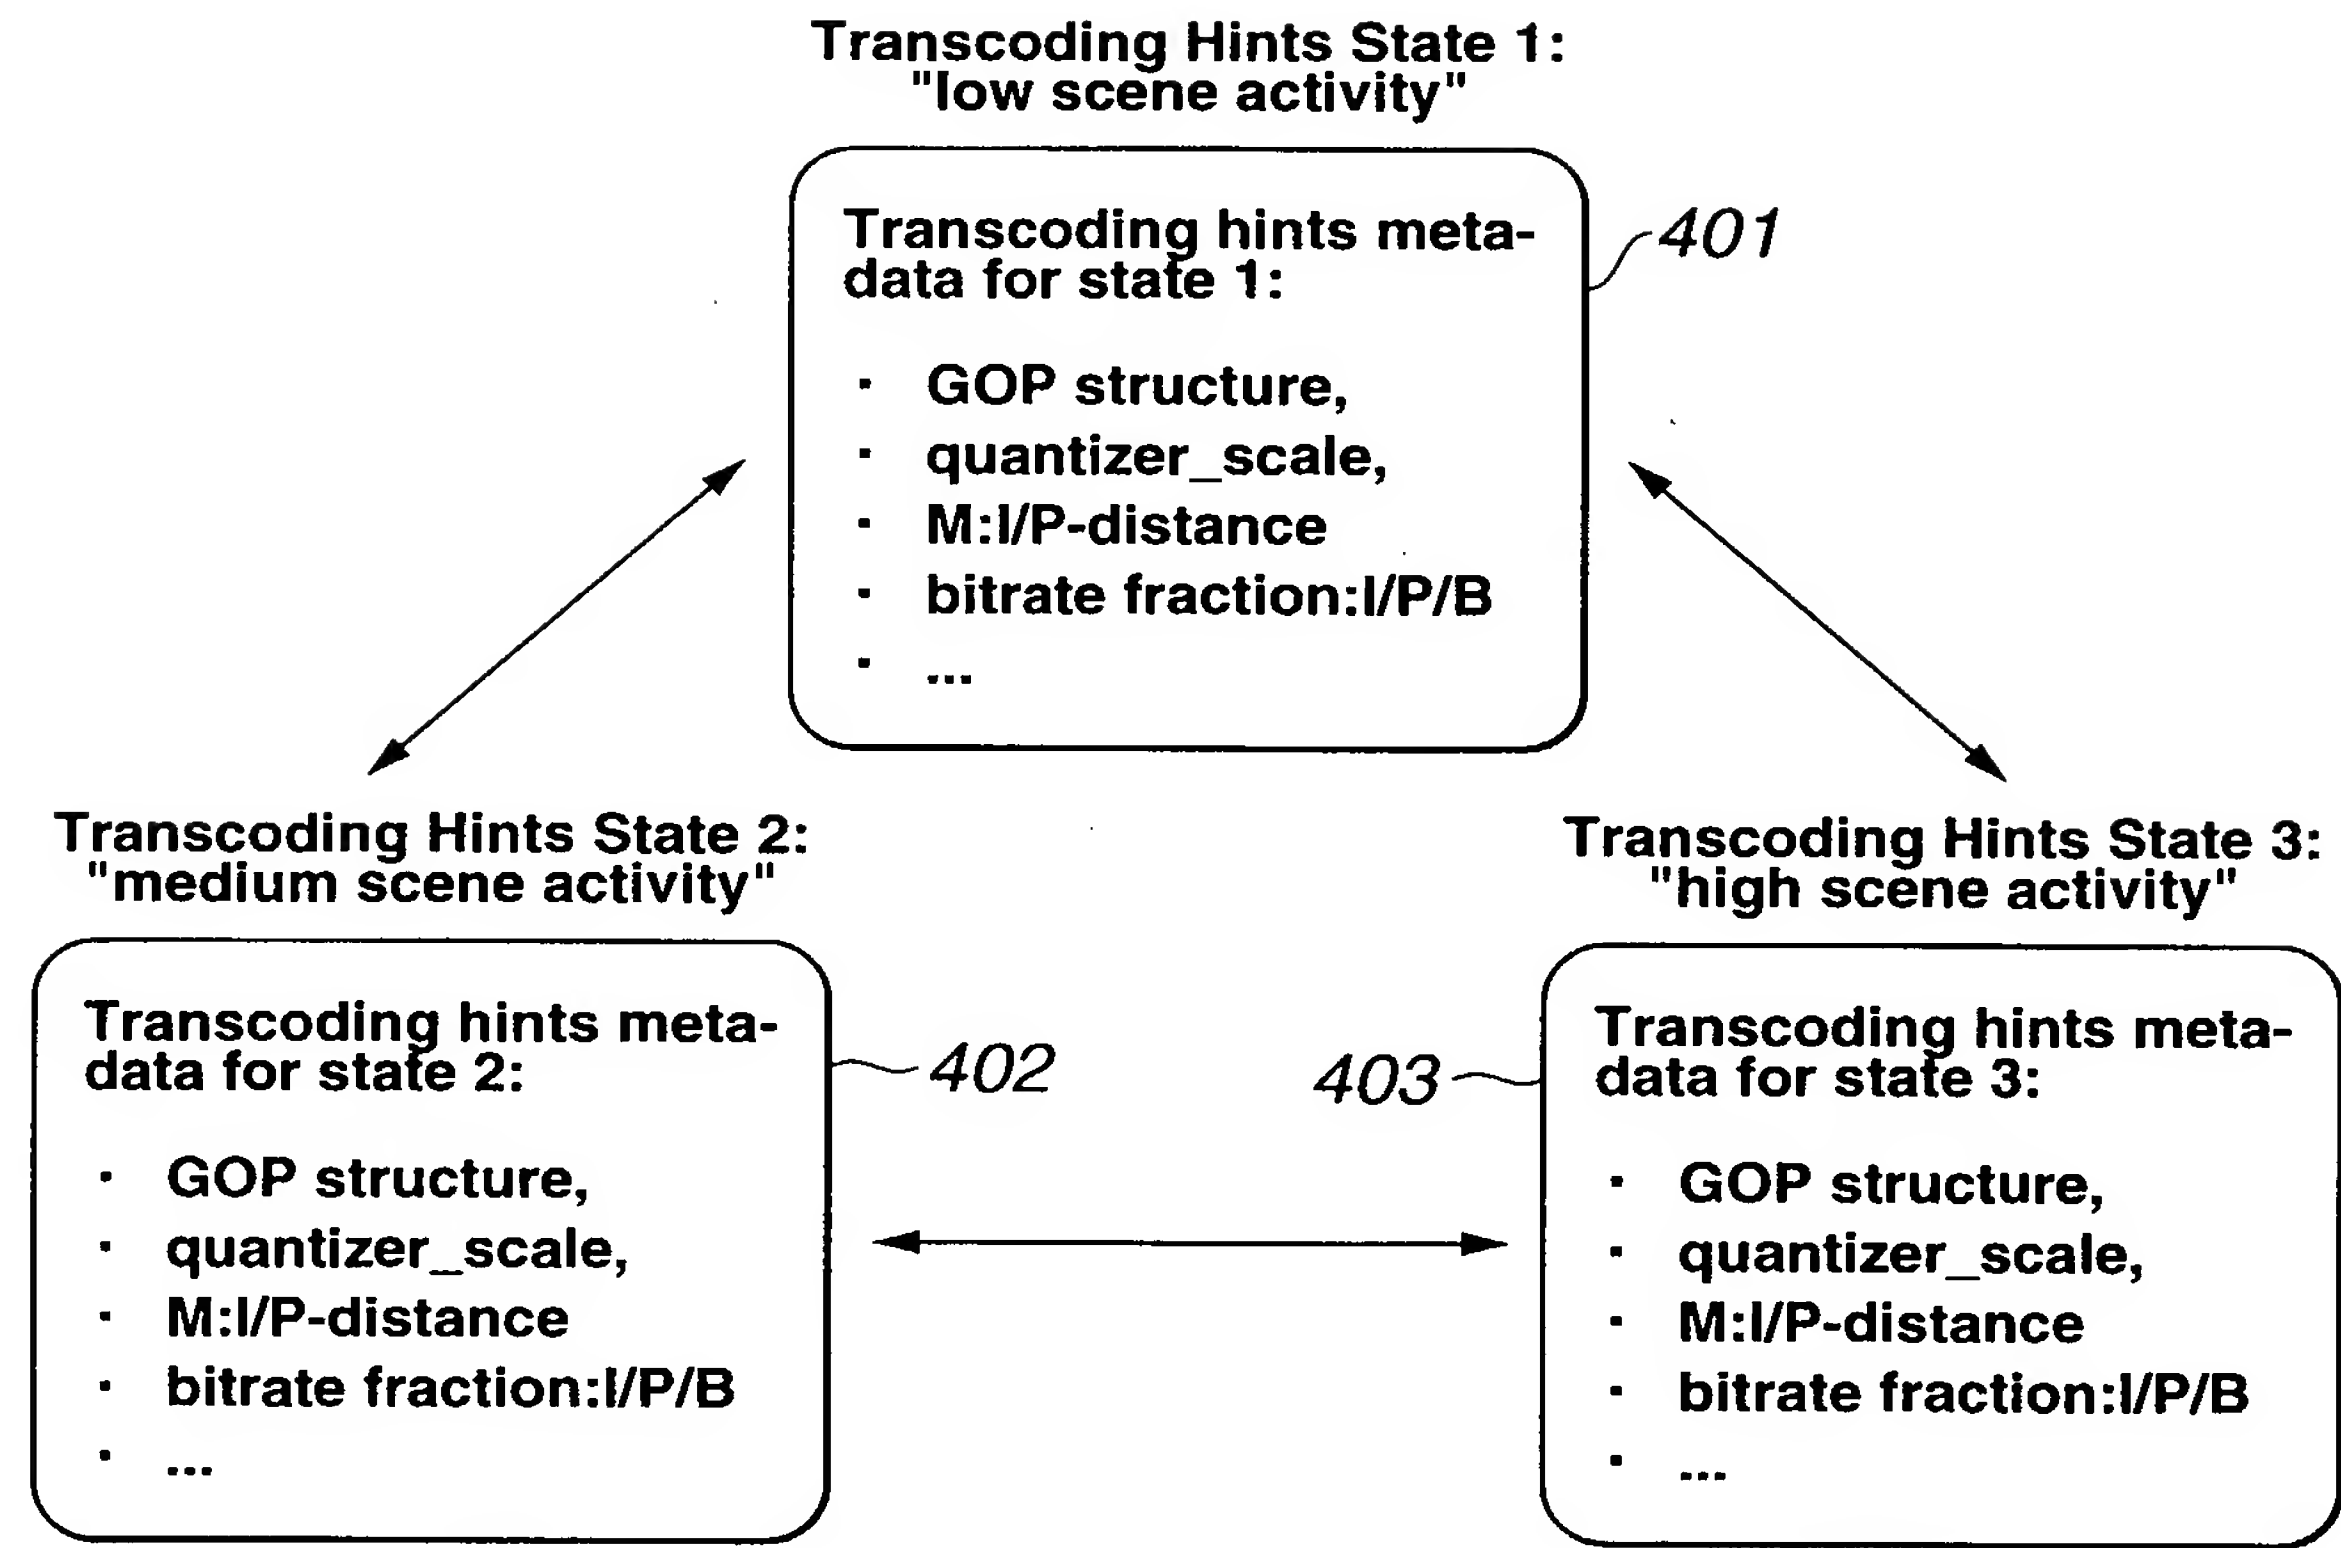 Transcoding Hints State 1:
"low scene activity"
Transcoding hints meta-
data for state 1:
· GOP structure,
· quantizer_scale,
· M:I/P-distance
· bitrate fraction:I/P/B
· ...
401
Transcoding Hints State 2:
"medium scene activity"
Transcoding hints meta-
data for state 2:
· GOP structure,
· quantizer_scale,
· M:I/P-distance
· bitrate fraction:I/P/B
· ...
402
Transcoding Hints State 3:
"high scene activity"
403
Transcoding hints meta-
data for state 3:
· GOP structure,
· quantizer_scale,
· M:I/P-distance
· bitrate fraction:I/P/B
· ...